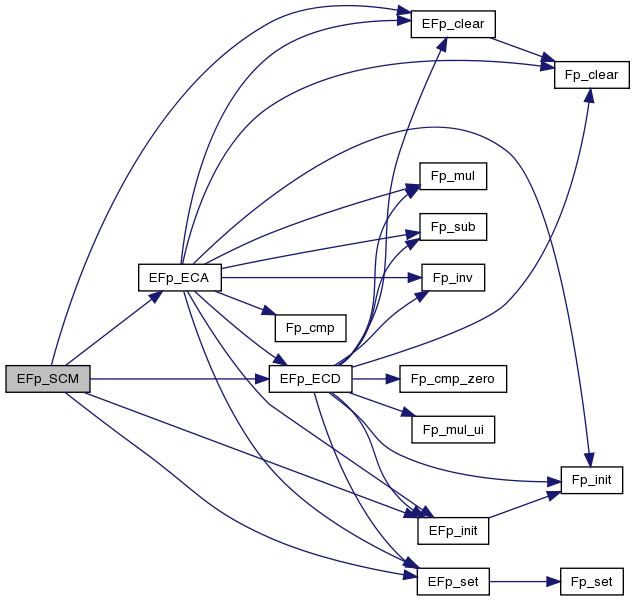 EFp_clear
Fp_clear
Fp_mul
Fp_sub
EFp_ECA
Fp_inv
Fp_cmp
EFp_SCM
EFp_ECD
Fp_cmp_zero
Fp_mul_ui
Fp_init
EFp_init
EFp_set
Fp_set